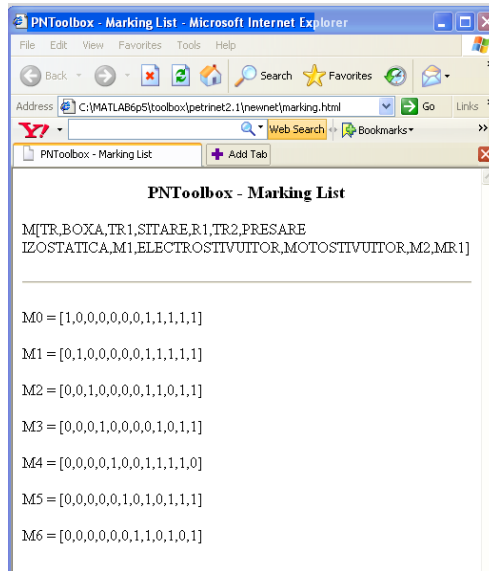 PNToolbox - Marking List - Microsoft Internet Explorer
File Edit View Favorites Tools Help
Back Search Favorites
Address C:\MATLAB6p5\toolbox\petrinet2.1\newnet\marking.html Go Links
Y! Web Search Bookmarks
PNToolbox - Marking List Add Tab
PNToolbox - Marking List
M[TR,BOXA,TR1,SITARE,R1,TR2,PRESARE
IZOSTATICA,M1,ELECTROSTIVUITOR,MOTOSTIVUITOR,M2,MR1]
M0 = [1,0,0,0,0,0,0,1,1,1,1,1]
M1 = [0,1,0,0,0,0,0,1,1,1,1,1]
M2 = [0,0,1,0,0,0,0,1,1,0,1,1]
M3 = [0,0,0,1,0,0,0,0,1,0,1,1]
M4 = [0,0,0,0,1,0,0,1,1,1,1,0]
M5 = [0,0,0,0,0,1,0,1,0,1,1,1]
M6 = [0,0,0,0,0,0,1,1,0,1,0,1]